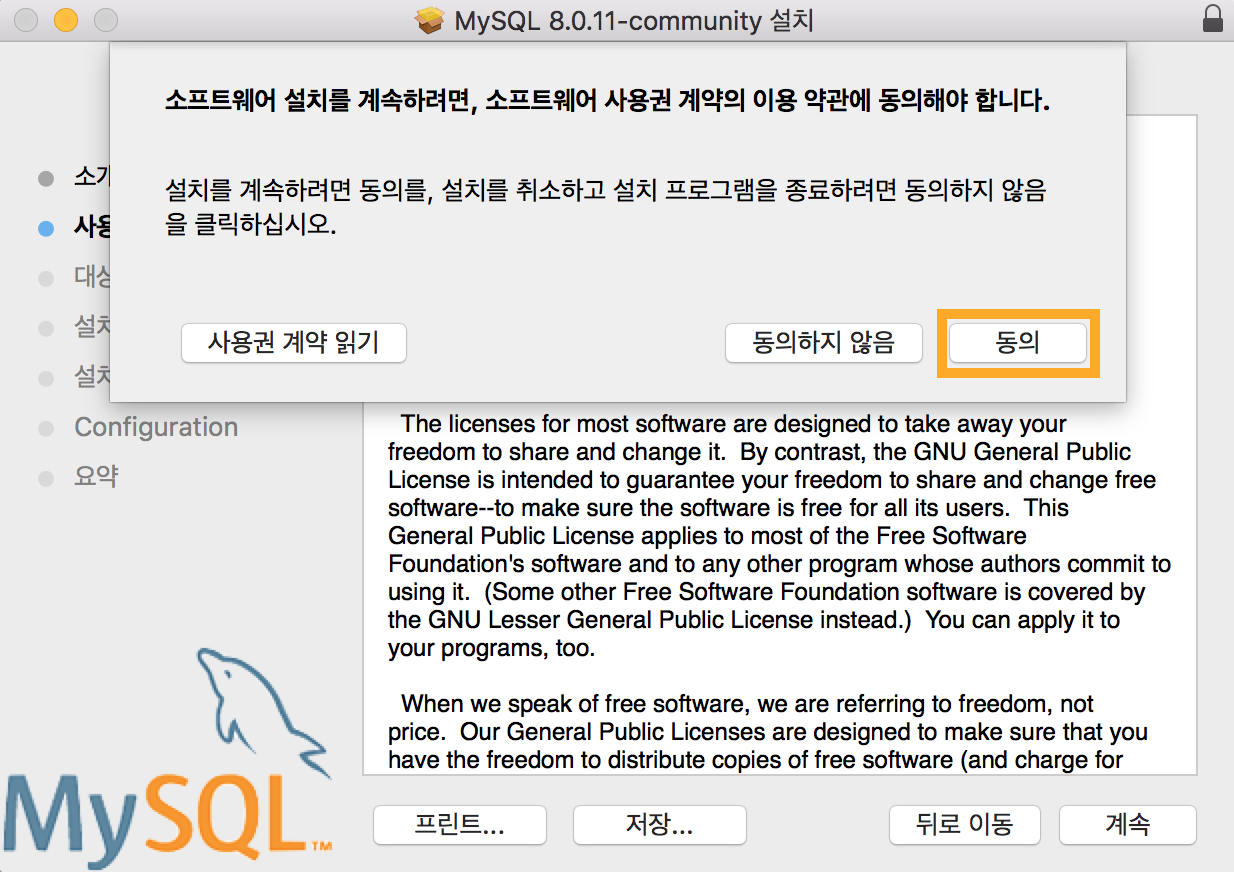 MySQL 8.0.11-community 설치
소프트웨어 설치를 계속하려면, 소프트웨어 사용권 계약의 이용 약관에 동의해야 합니다.
설치를 계속하려면 동의를, 설치를 취소하고 설치 프로그램을 종료하려면 동의하지 않음
을 클릭하십시오.
사용권 계약 읽기
동의하지 않음
동의
사용
설치
설치
Configuration
요약
The licenses for most software are designed to take away your
freedom to share and change it.  By contrast, the GNU General Public
License is intended to guarantee your freedom to share and change free
software--to make sure the software is free for all its users.  This
General Public License applies to most of the Free Software
Foundation's software and to any other program whose authors commit to
using it.  (Some other Free Software Foundation software is covered by
the GNU Lesser General Public License instead.)  You can apply it to
your programs, too.
When we speak of free software, we are referring to freedom, not
price.  Our General Public Licenses are designed to make sure that you
have the freedom to distribute copies of free software (and charge for
MySQL™
프린트...
저장...
뒤로 이동
계속